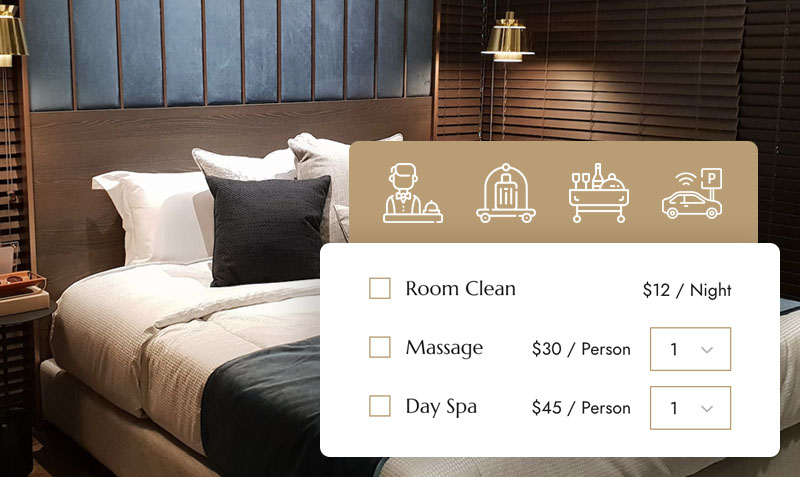 P
Room Clean $12 / Night
Massage $30 / Person 1
Day Spa $45 / Person 1